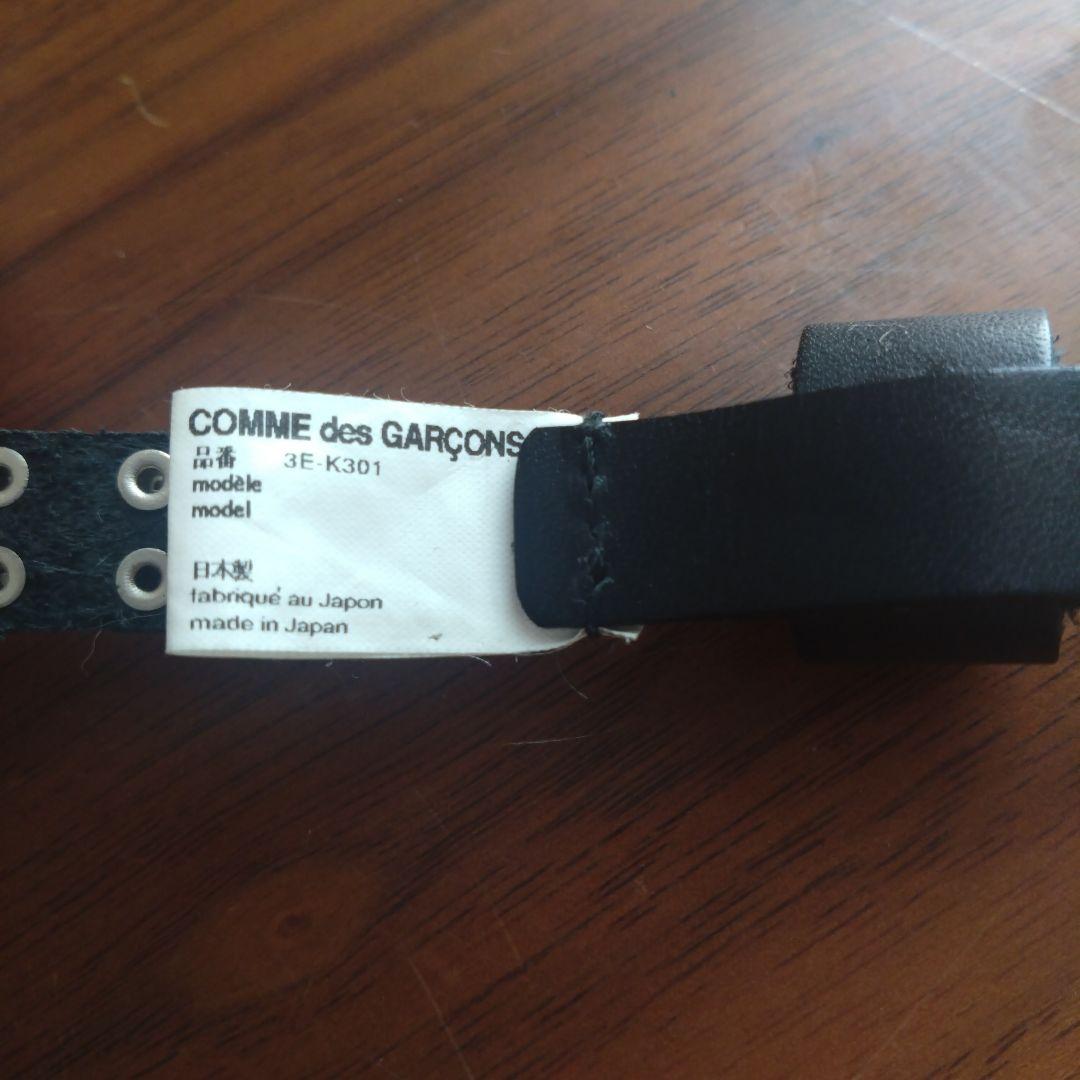 COMME des GARÇONS
品番 3E-K301
modèle
model
日本製
fabriqué au Japon
made in Japan